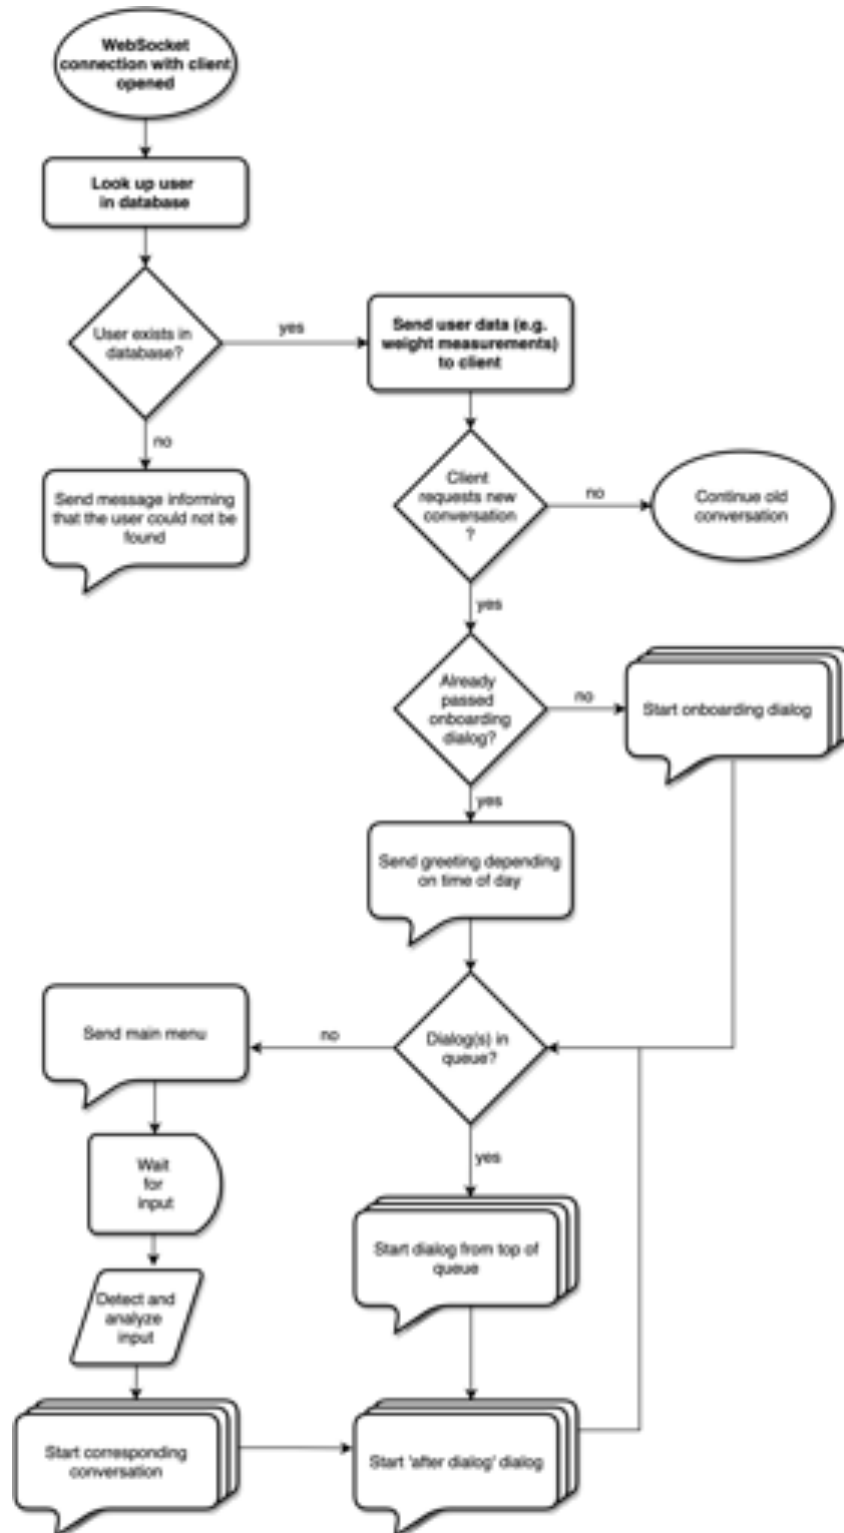 WebSocket
connection with client
opened
Look up user
in database
User exists in
database?
yes
Send user data (e.g.
weight measurements)
to client
no
Send message informing
that the user could not be
found
Client
requests new
conversation
?
no
Continue old
conversation
yes
Already
passed
onboarding
dialog?
no
Start onboarding dialog
yes
Send greeting depending
on time of day
Dialog(s) in
queue?
no
Send main menu
Wait
for
input
yes
Start dialog from top of
queue
Detect and
analyze
input
Start corresponding
conversation
Start 'after dialog' dialog